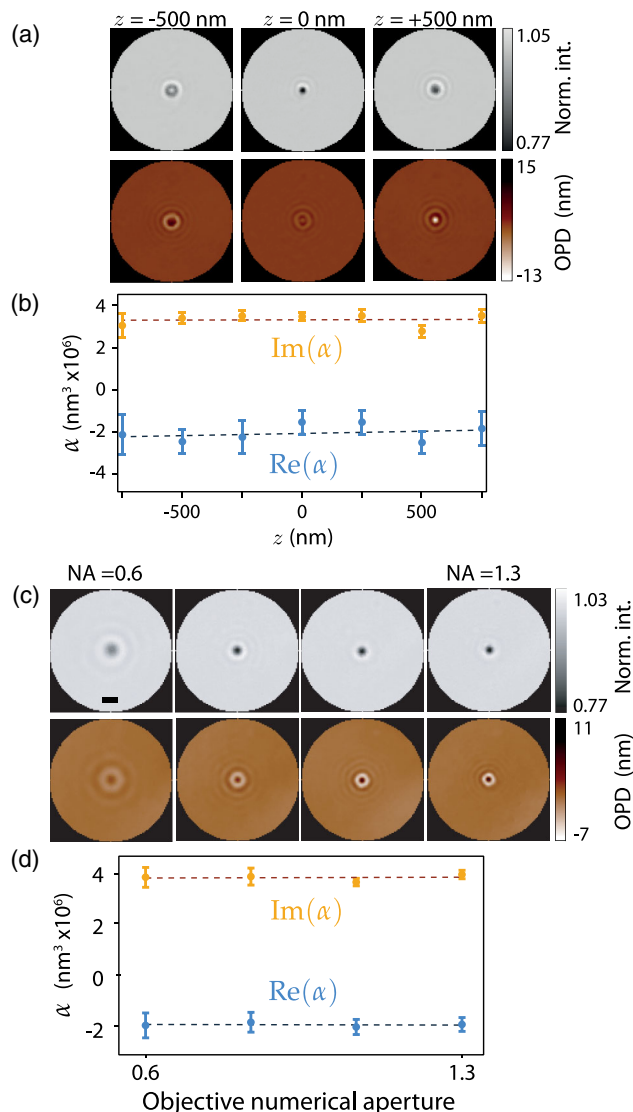 (a)
z = -500 nm z = 0 nm z = +500 nm
1.05
Norm. int.
0.77
15
OPD (nm)
-13
(b)
4
2
0
-2
-4
α (nm³ x10⁶)
Im(α)
Re(α)
-500 0 500
z (nm)
NA =0.6 NA =1.3
(c)
1.03
Norm. int.
0.77
11
OPD (nm)
-7
(d)
4
2
0
-2
α (nm³ x10⁶)
Im(α)
Re(α)
0.6 1.3
Objective numerical aperture